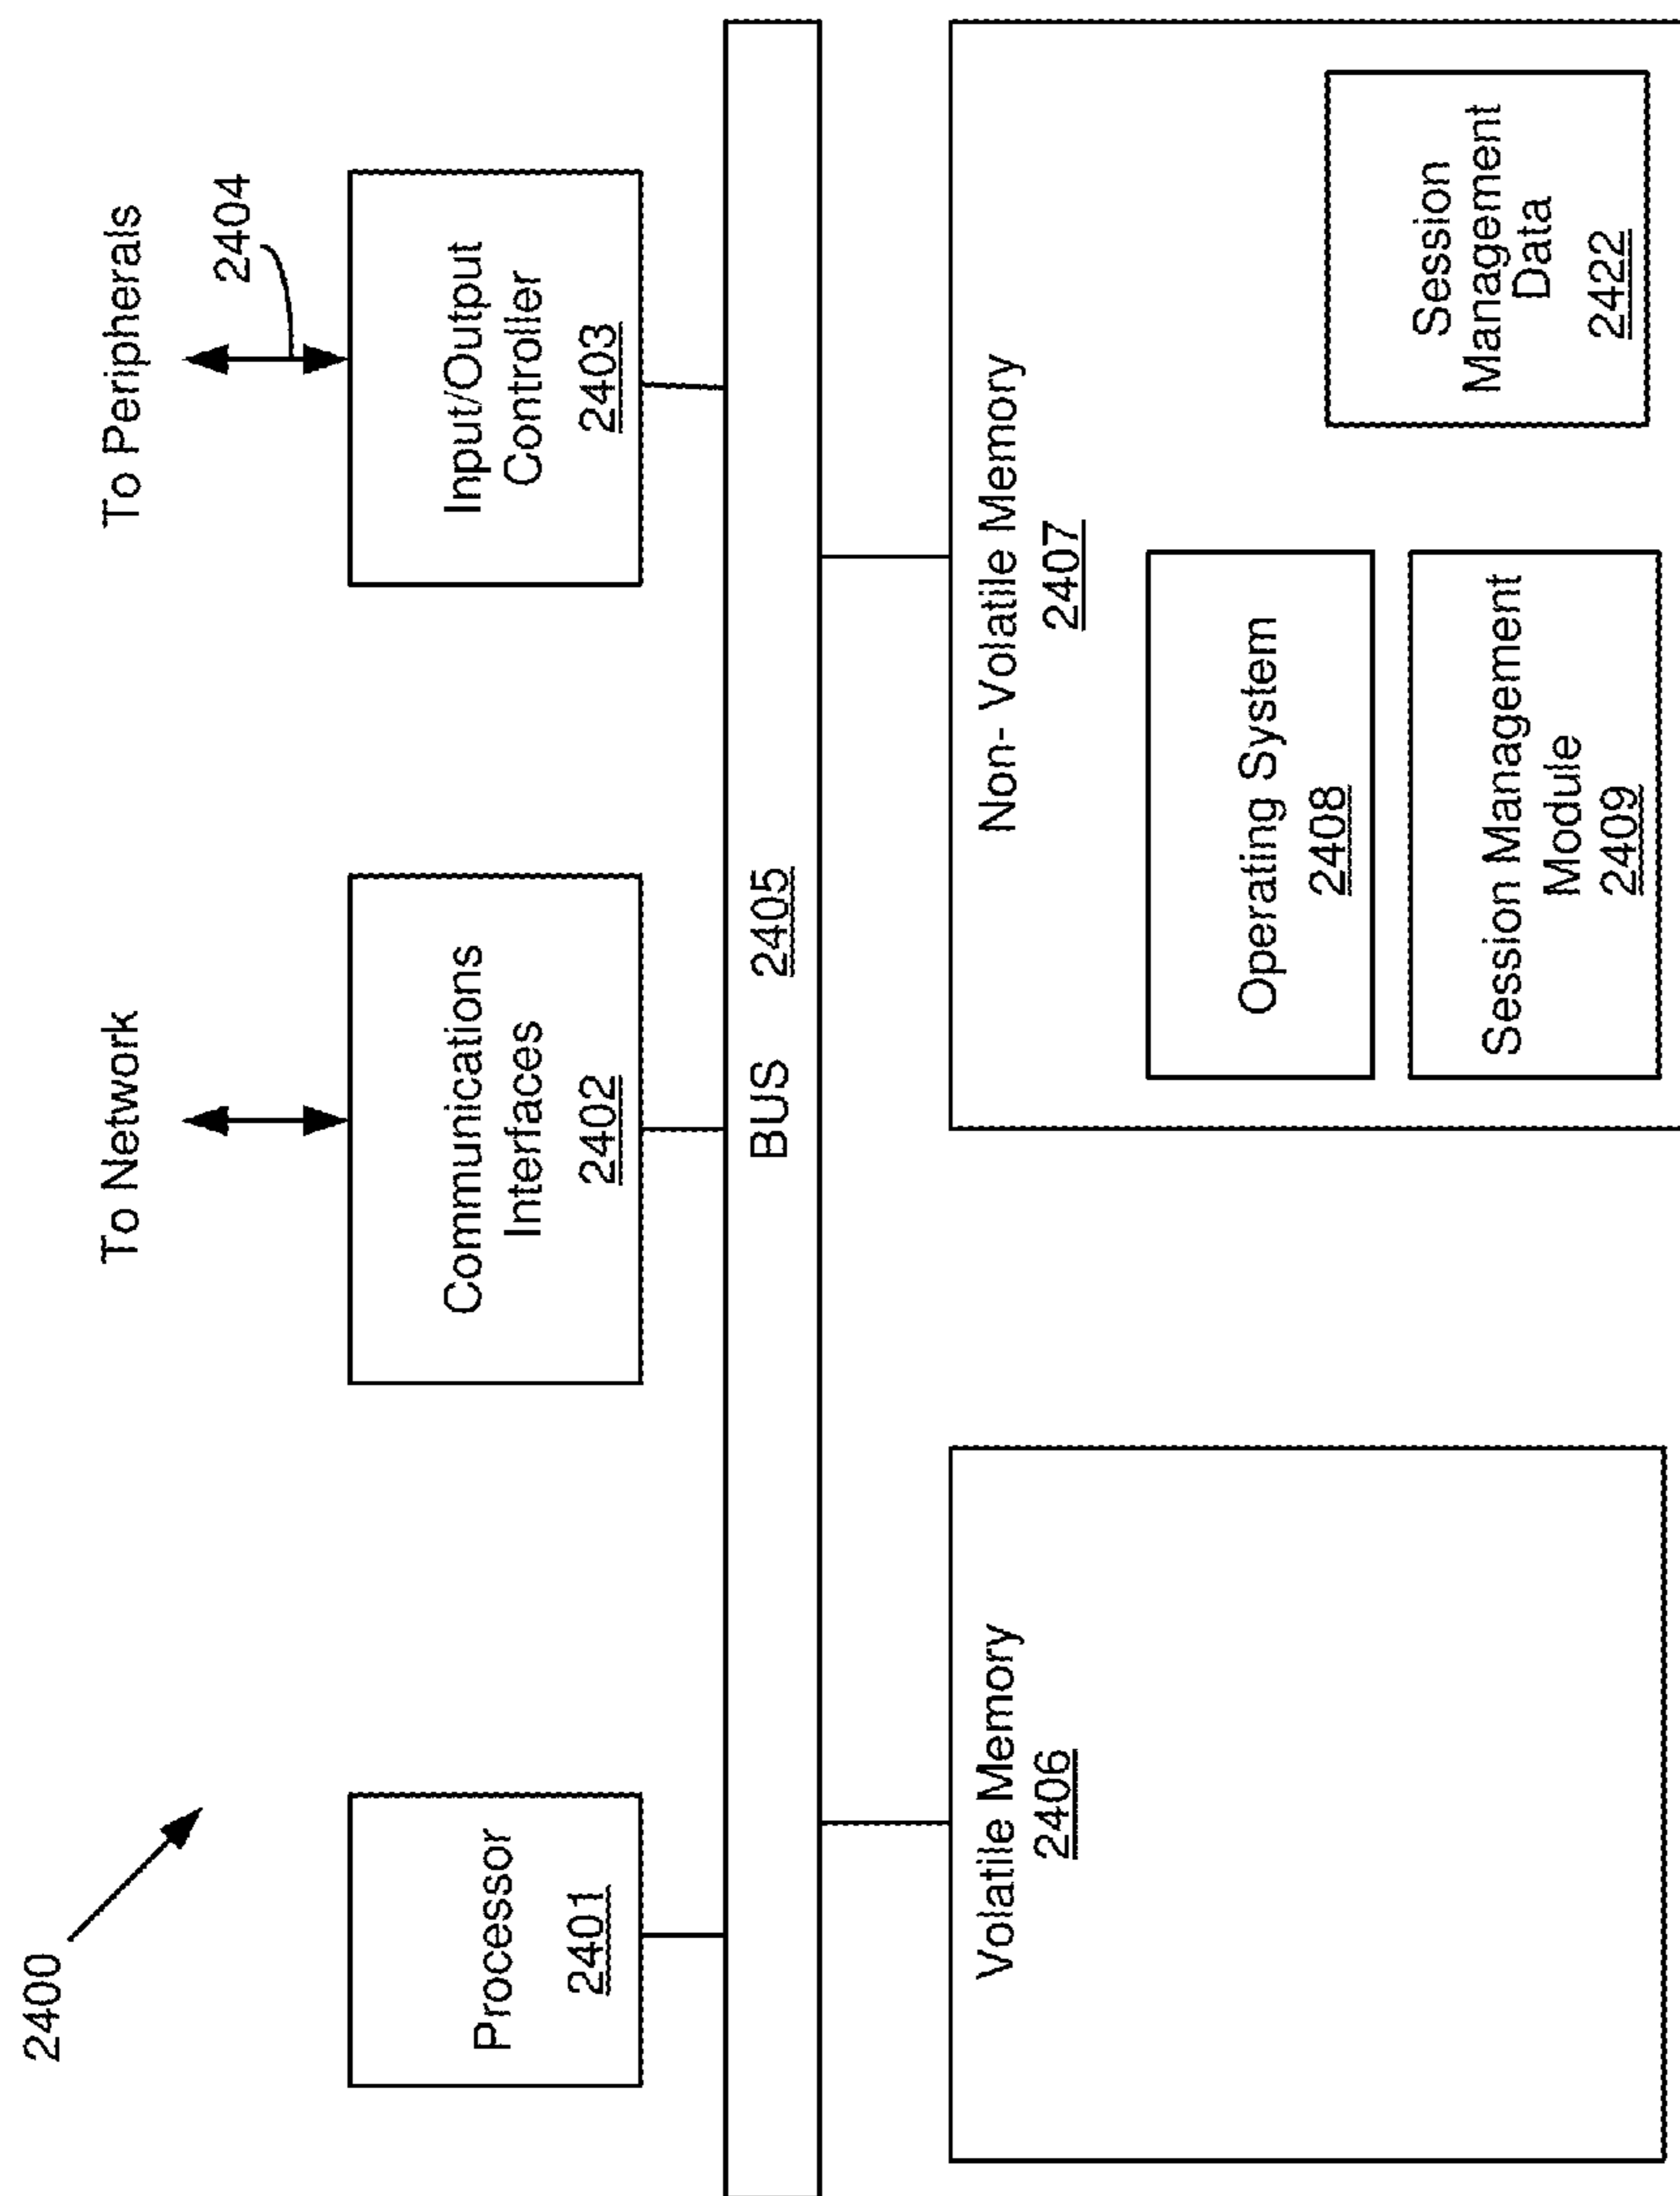 2400
To Network
To Peripherals
2404
Processor
2401
Communications
Interfaces
2402
Input/Output
Controller
2403
BUS 2405
Volatile Memory
2406
Non- Volatile Memory
2407
Operating System
2408
Session Management
Module
2409
Session
Management
Data
2422